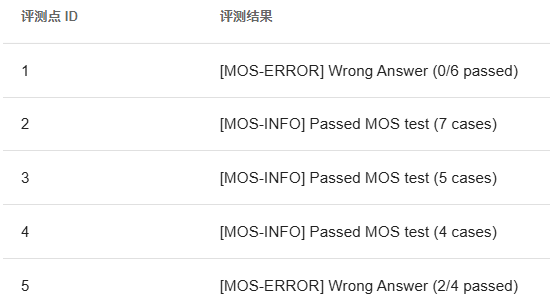 评测点 ID 评测结果
1 [MOS-ERROR] Wrong Answer (0/6 passed)
2 [MOS-INFO] Passed MOS test (7 cases)
3 [MOS-INFO] Passed MOS test (5 cases)
4 [MOS-INFO] Passed MOS test (4 cases)
5 [MOS-ERROR] Wrong Answer (2/4 passed)